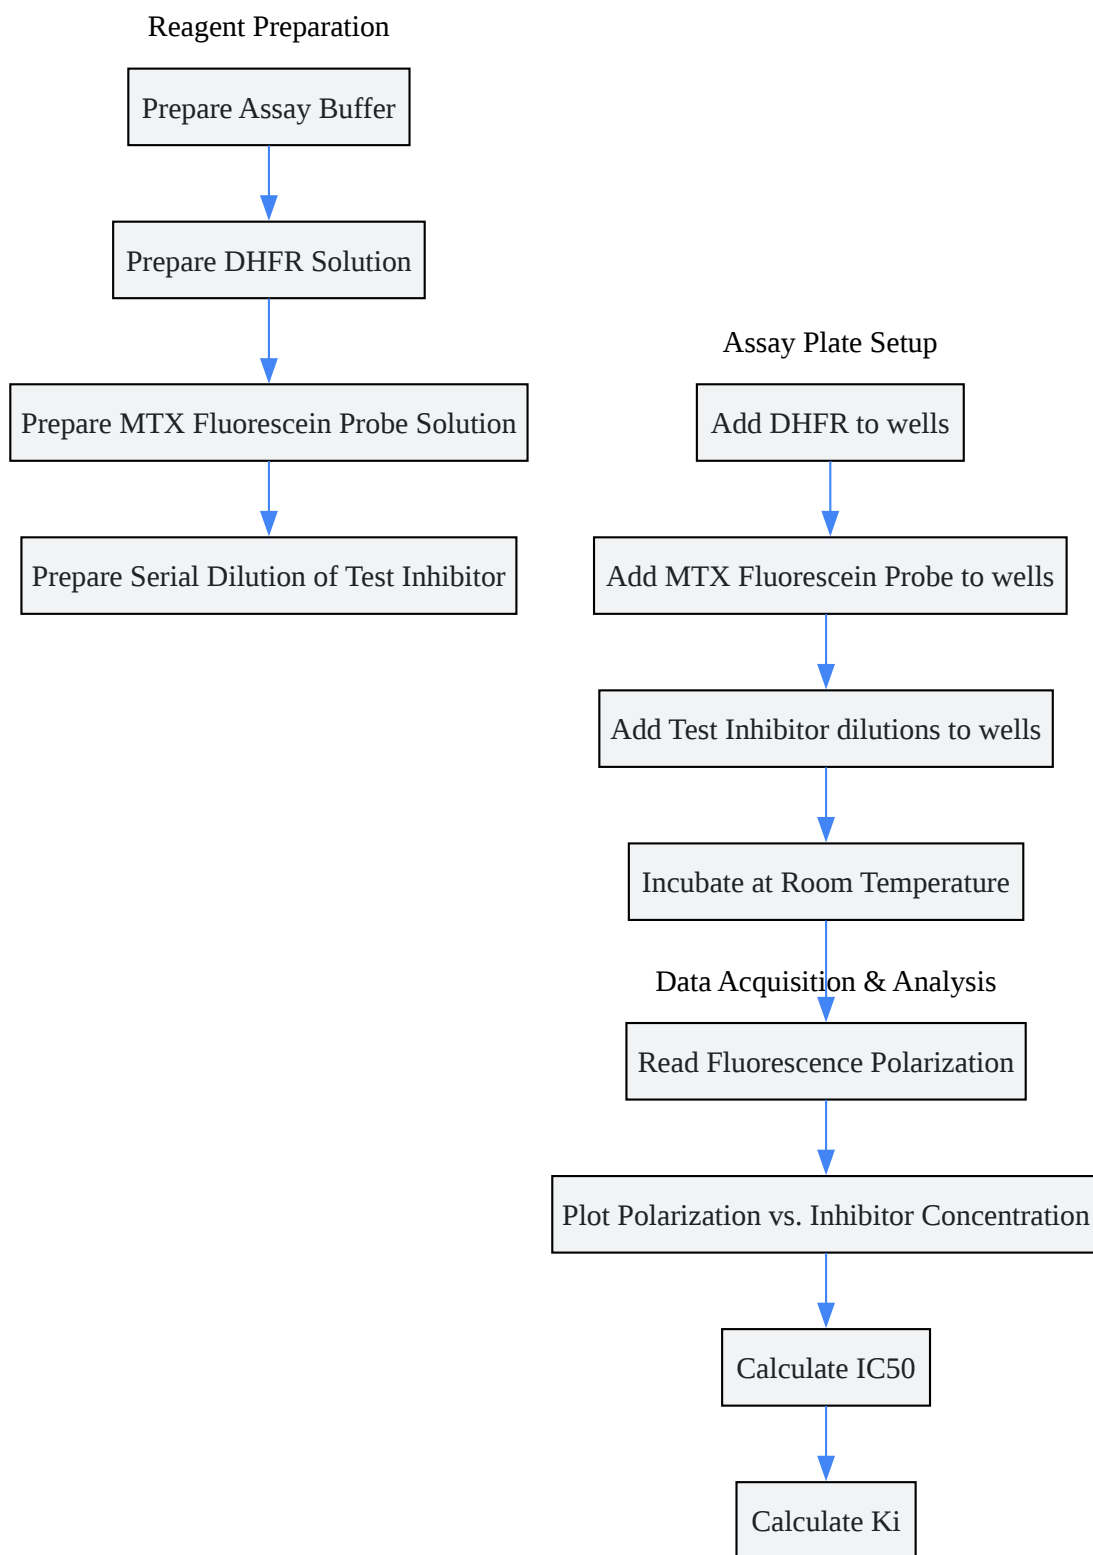 Reagent Preparation
Prepare Assay Buffer
Prepare DHFR Solution
Prepare MTX Fluorescein Probe Solution
Prepare Serial Dilution of Test Inhibitor
Assay Plate Setup
Add DHFR to wells
Add MTX Fluorescein Probe to wells
Add Test Inhibitor dilutions to wells
Incubate at Room Temperature
Data Acquisition & Analysis
Read Fluorescence Polarization
Plot Polarization vs. Inhibitor Concentration
Calculate IC50
Calculate Ki